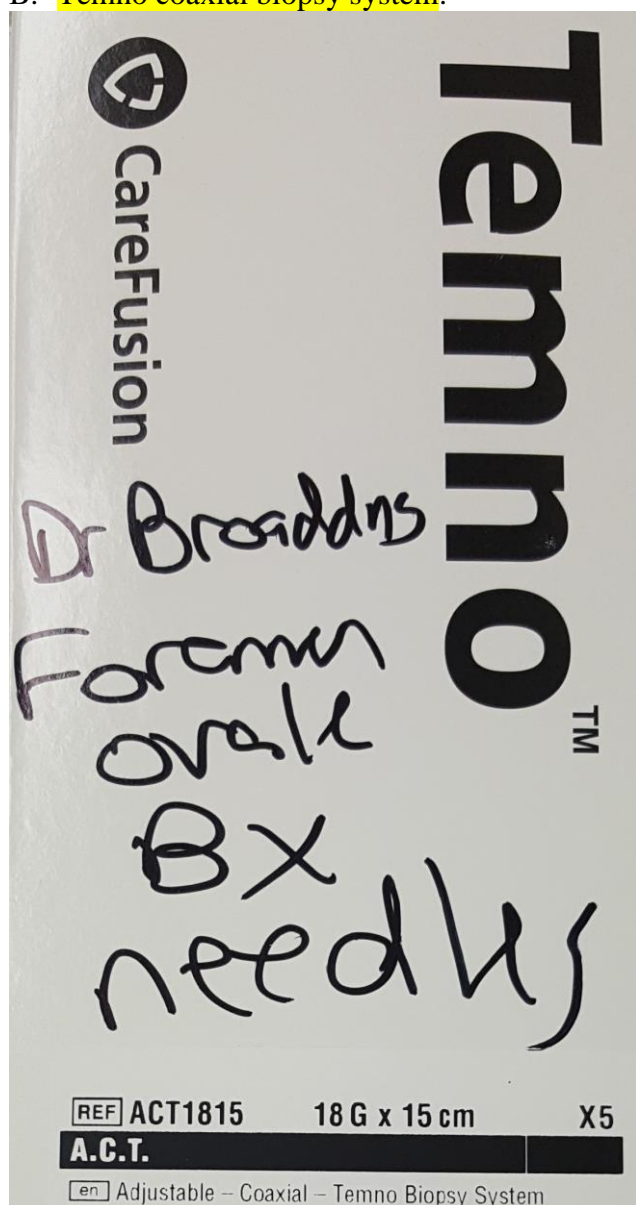 B. Temno coaxial biopsy system.
Temno™
CareFusion
Dr Broaddus
Foramen
ovale
BX
needles
REF ACT1815 18 G x 15 cm X5
A.C.T.
en Adjustable – Coaxial – Temno Biopsy System